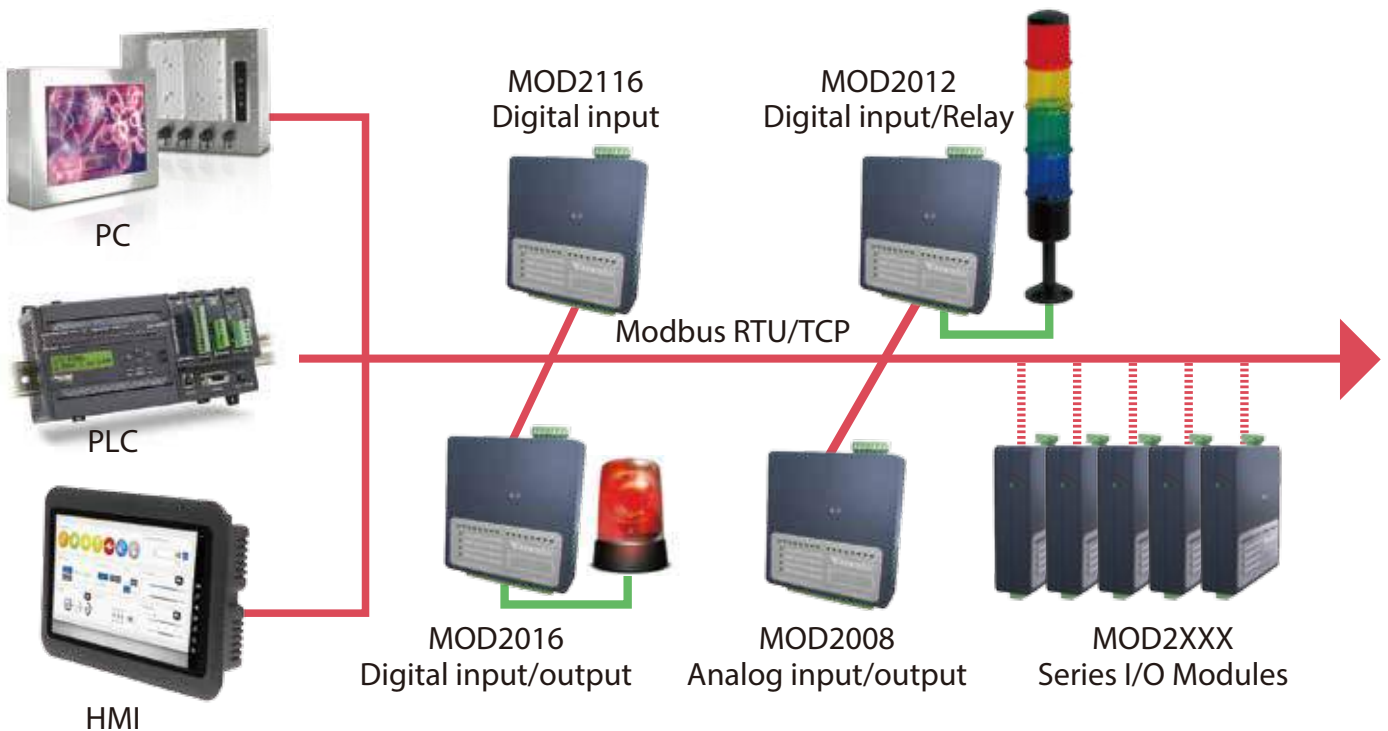 MOD2116
Digital input
MOD2012
Digital input/Relay
PC
Modbus RTU/TCP
PLC
MOD2016
Digital input/output
MOD2008
Analog input/output
MOD2XXX
Series I/O Modules
HMI